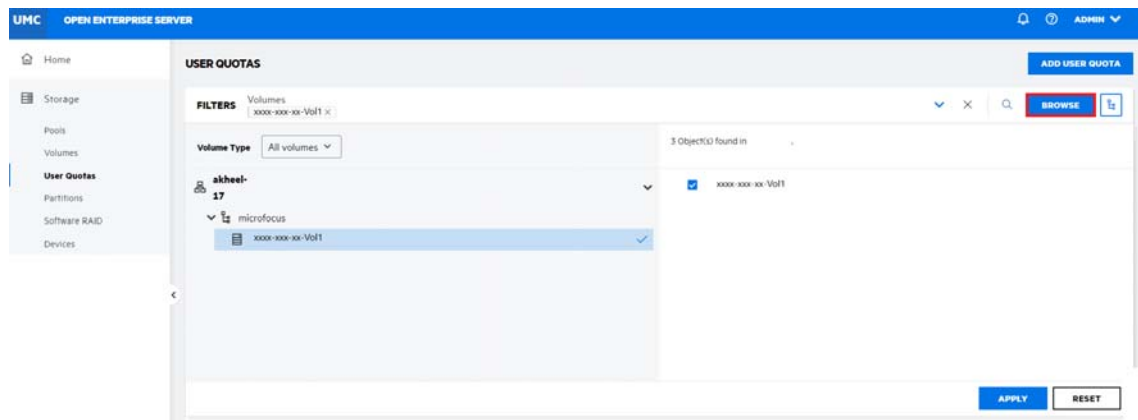 UMC OPEN ENTERPRISE SERVER ADMIN
Home
Storage
Pools
Volumes
User Quotas
Partitions
Software RAID
Devices
USER QUOTAS
ADD USER QUOTA
FILTERS
Volumes
xxxx-xxx-xx-Vol1 ×
BROWSE
Volume Type All volumes
3 Object(s) found in .
akheel-
17
microfocus
xxxx-xxx-xx-Vol1
xxxx-xxx-xx-Vol1
APPLY
RESET